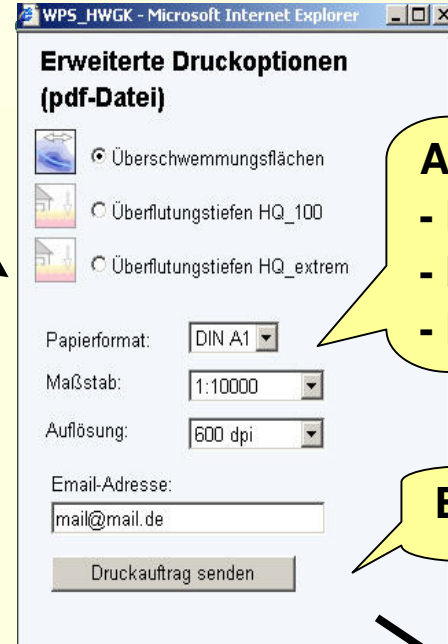 WPS_HWGK - Microsoft Internet Explorer
Erweiterte Druckoptionen
(pdf-Datei)
Überschwemmungsflächen
Überflutungstiefen HQ_100
Überflutungstiefen HQ_extrem
Papierformat: DIN A1
Maßstab: 1:10000
Auflösung: 600 dpi
Email-Adresse:
mail@mail.de
Druckauftrag senden
A
-
-
-